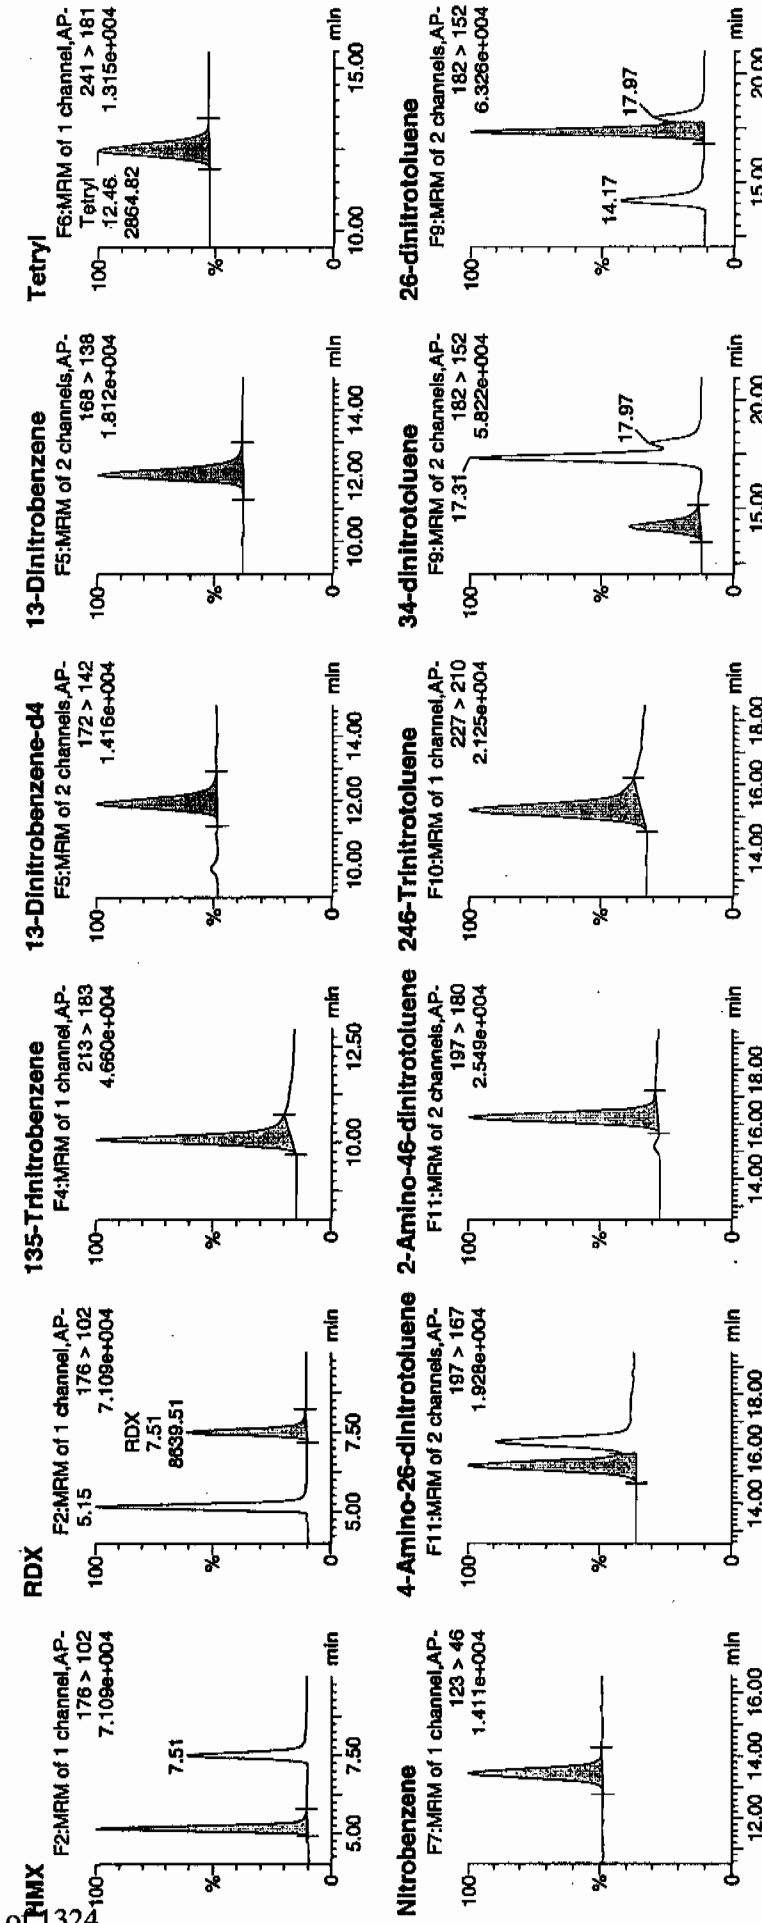 HMX
F2:MRM of 1 channel,AP-
176 > 102
7.109e+004
100
%
0
7.51
5.00
7.50
min
RDX
F2:MRM of 1 channel,AP-
176 > 102
7.109e+004
5.15
100
%
0
RDX
7.51
8639.51
5.00
7.50
min
135-Trinitrobenzene
F4:MRM of 1 channel,AP-
213 > 183
4.660e+004
100
%
0
10.00
12.50
min
13-Dinitrobenzene-d4
F5:MRM of 2 channels,AP-
172 > 142
1.416e+004
100
%
0
10.00
12.00
14.00
min
13-Dinitrobenzene
F5:MRM of 2 channels,AP-
168 > 138
1.812e+004
100
%
0
10.00
12.00
14.00
min
Tetryl
F6:MRM of 1 channel,AP-
241 > 181
1.315e+004
Tetryl
12.46
2864.82
100
%
0
10.00
15.00
min
Nitrobenzene
F7:MRM of 1 channel,AP-
123 > 46
1.411e+004
100
%
0
12.00
14.00
16.00
min
4-Amino-26-dinitrotoluene
F11:MRM of 2 channels,AP-
197 > 167
1.928e+004
100
%
0
14.00
16.00
18.00
min
2-Amino-46-dinitrotoluene
F11:MRM of 2 channels,AP-
197 > 180
2.549e+004
100
%
0
14.00
16.00
18.00
min
246-Trinitrotoluene
F10:MRM of 1 channel,AP-
227 > 210
2.125e+004
100
%
0
14.00
16.00
18.00
min
34-dinitrotoluene
F9:MRM of 2 channels,AP-
182 > 152
5.822e+004
17.31
17.97
100
%
0
15.00
20.00
min
26-dinitrotoluene
F9:MRM of 2 channels,AP-
182 > 152
6.326e+004
14.17
17.97
100
%
0
15.00
20.00
min
of 1324